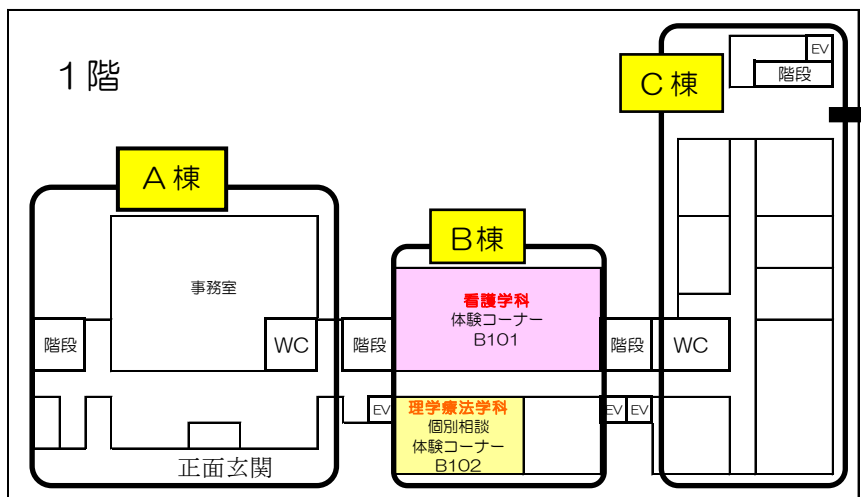 1階
C棟
EV
階段
A棟
B棟
事務室
看護学科
体験コーナー
B101
階段
WC
階段
階段
WC
EV
理学療法学科
個別相談
体験コーナー
B102
EV
EV
正面玄関